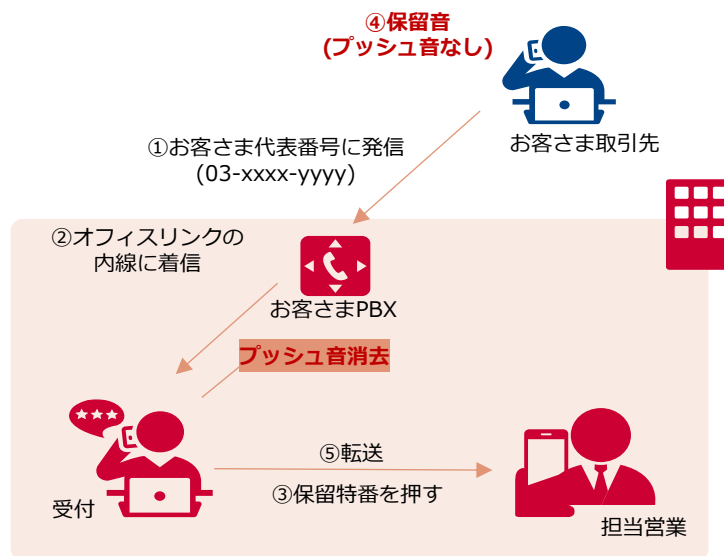 ④保留音
(プッシュ音なし)
お客さま取引先
①お客さま代表番号に発信
(03-xxxx-yyyy)
②オフィスリンクの
内線に着信
お客さまPBX
プッシュ音消去
⑤転送
③保留特番を押す
受付
担当営業